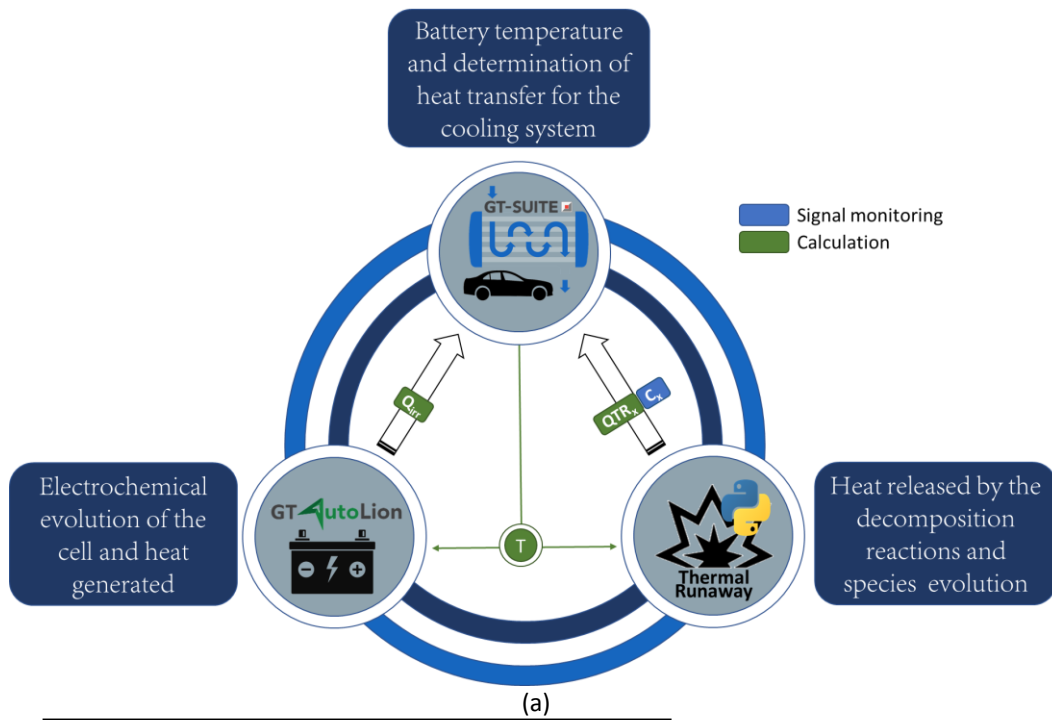 Battery temperature
and determination of
heat transfer for the
cooling system
GT-SUITE
Signal monitoring
Calculation
Qirr
QTRx
Cx
Electrochemical
evolution of the
cell and heat
generated
GT AutoLion
T
Thermal
Runaway
Heat released by the
decomposition
reactions and
species evolution
(a)